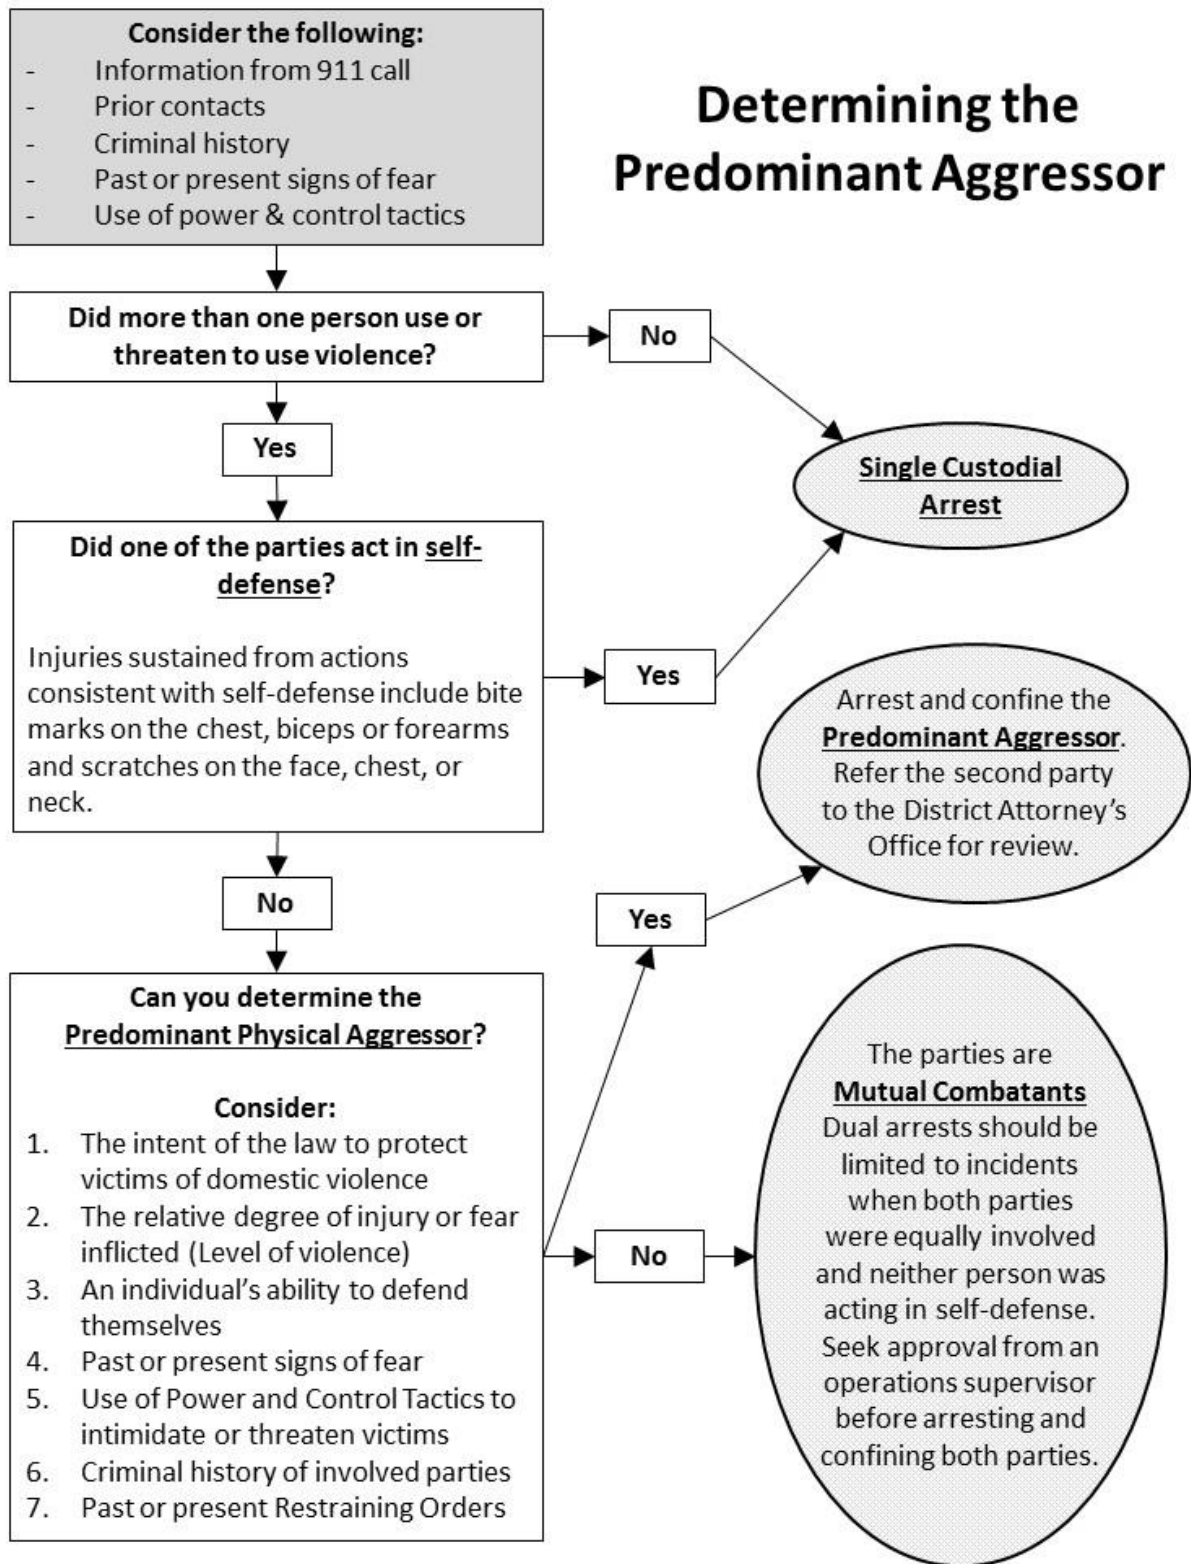 Consider the following:
- Information from 911 call
- Prior contacts
- Criminal history
- Past or present signs of fear
- Use of power & control tactics
Determining the
Predominant Aggressor
Did more than one person use or
threaten to use violence?
No
Yes
Single Custodial
Arrest
Did one of the parties act in self-
defense?
Injuries sustained from actions
consistent with self-defense include bite
marks on the chest, biceps or forearms
and scratches on the face, chest, or
neck.
Yes
Arrest and confine the
Predominant Aggressor.
Refer the second party
to the District Attorney’s
Office for review.
No
Yes
Can you determine the
Predominant Physical Aggressor?
Consider:
1. The intent of the law to protect
victims of domestic violence
2. The relative degree of injury or fear
inflicted (Level of violence)
3. An individual’s ability to defend
themselves
4. Past or present signs of fear
5. Use of Power and Control Tactics to
intimidate or threaten victims
6. Criminal history of involved parties
7. Past or present Restraining Orders
No
The parties are
Mutual Combatants
Dual arrests should be
limited to incidents
when both parties
were equally involved
and neither person was
acting in self-defense.
Seek approval from an
operations supervisor
before arresting and
confining both parties.